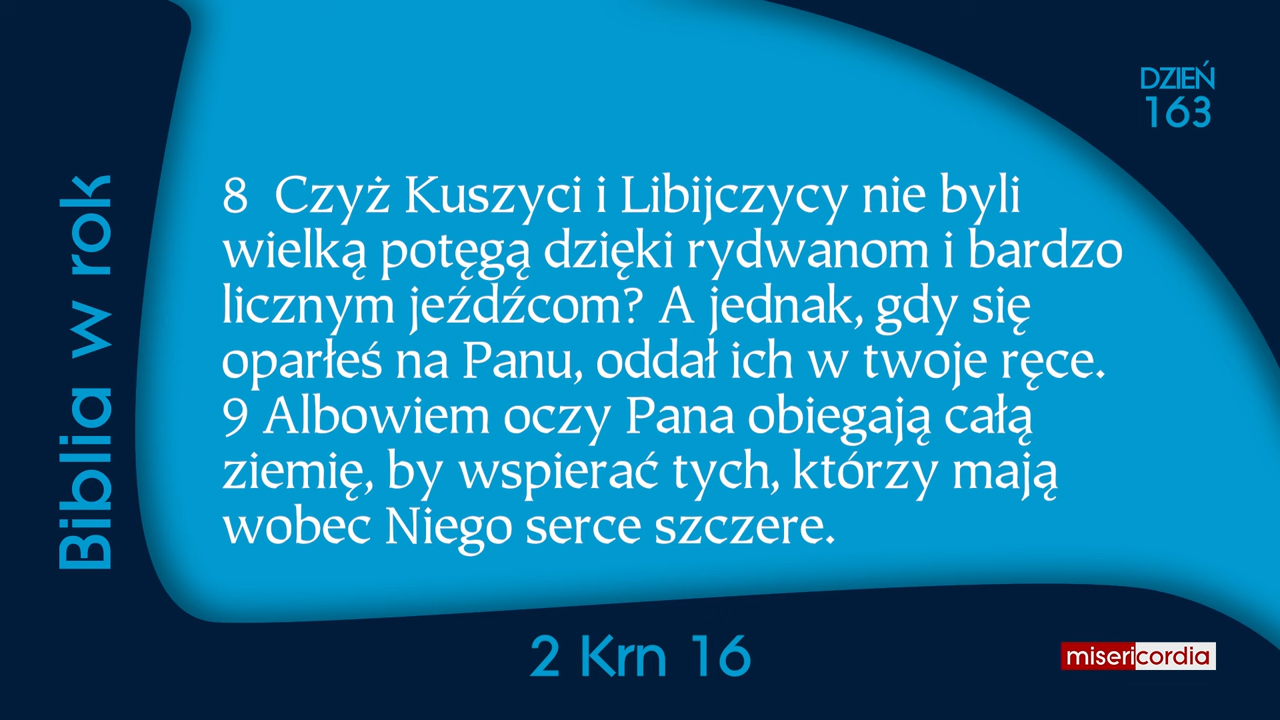 DZIEŃ
163
Biblia w rok
8 Czyż Kuszyci i Libijczycy nie byli
wielką potęgą dzięki rydwanom i bardzo
licznym jeźdźcom? A jednak, gdy się
oparłeś na Panu, oddał ich w twoje ręce.
9 Albowiem oczy Pana obiegają całą
ziemię, by wspierać tych, którzy mają
wobec Niego serce szczere.
2 Krn 16
misericordia